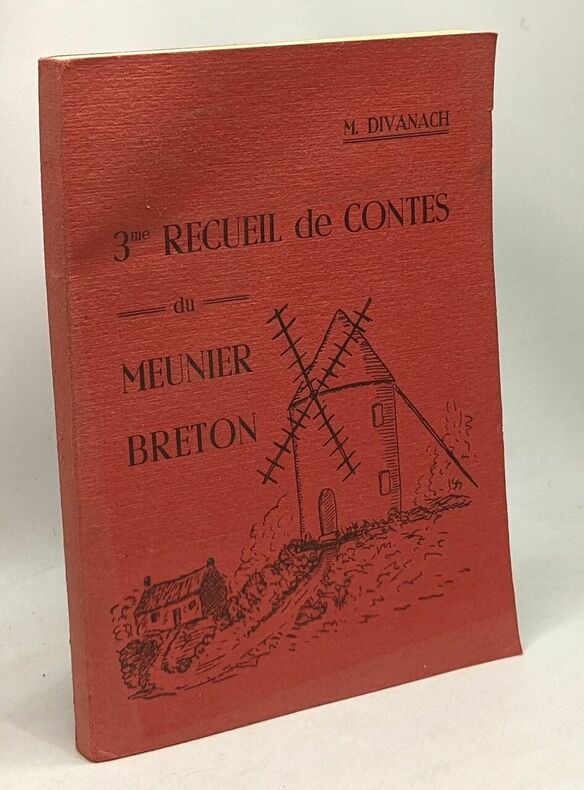 M. DIVANACH
3me RECUEIL de CONTES
du
MEUNIER
BRETON